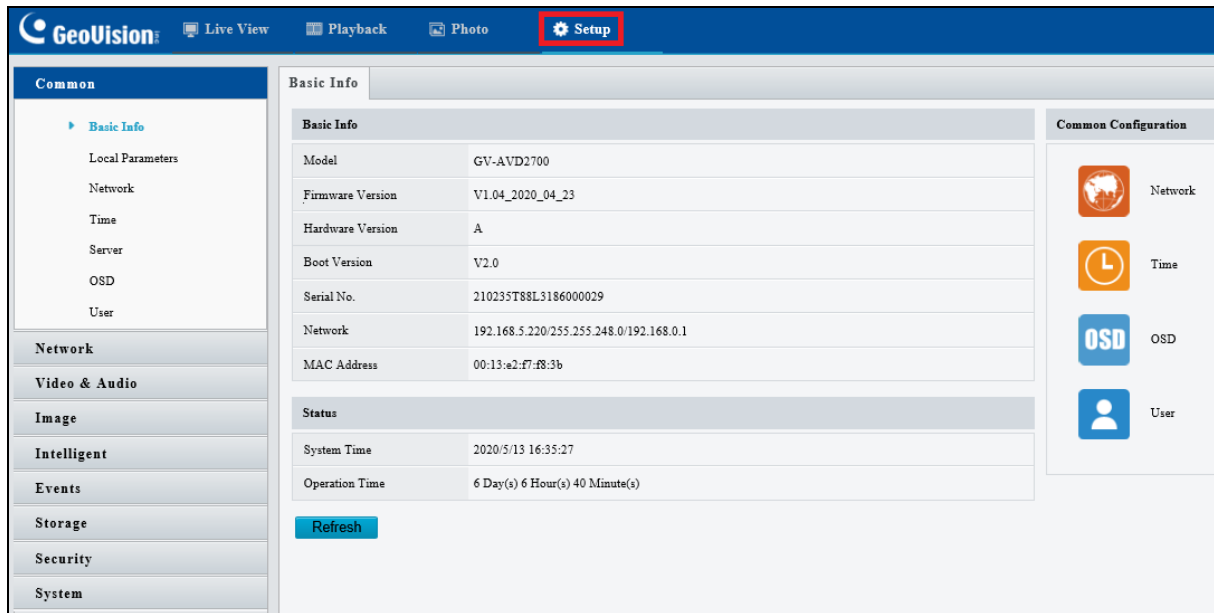 GeoVision
Live View
Playback
Photo
Setup
Common
Basic Info
Local Parameters
Network
Time
Server
OSD
User
Network
Video & Audio
Image
Intelligent
Events
Storage
Security
System
Basic Info
Basic Info
Model GV-AVD2700
Firmware Version V1.04_2020_04_23
Hardware Version A
Boot Version V2.0
Serial No. 210235T88L3186000029
Network 192.168.5.220/255.255.248.0/192.168.0.1
MAC Address 00:13:e2:f7:f8:3b
Status
System Time 2020/5/13 16:35:27
Operation Time 6 Day(s) 6 Hour(s) 40 Minute(s)
Refresh
Common Configuration
Network
Time
OSD OSD
User